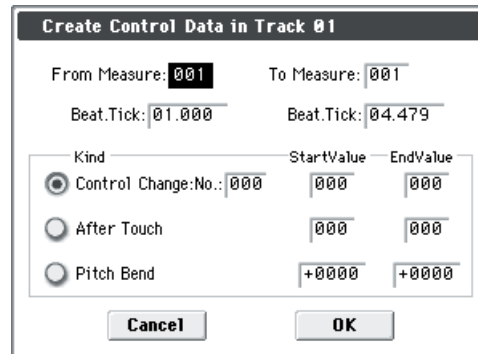 Create Control Data in Track 01
From Measure: 001 To Measure: 001
Beat.Tick: 01.000 Beat.Tick: 04.479
Kind StartValue EndValue
Control Change:No.: 000 000 000
After Touch 000 000
Pitch Bend +0000 +0000
Cancel OK